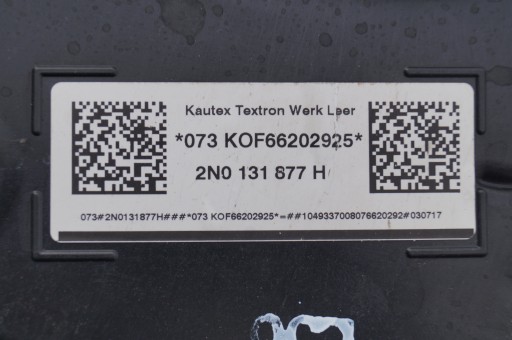 Kautex Textron Werk Leer
*073 KOF66202925*
2N0 131 877 H
073#2N0131877H###*073 KOF66202925*=##1049337008076620292#030717